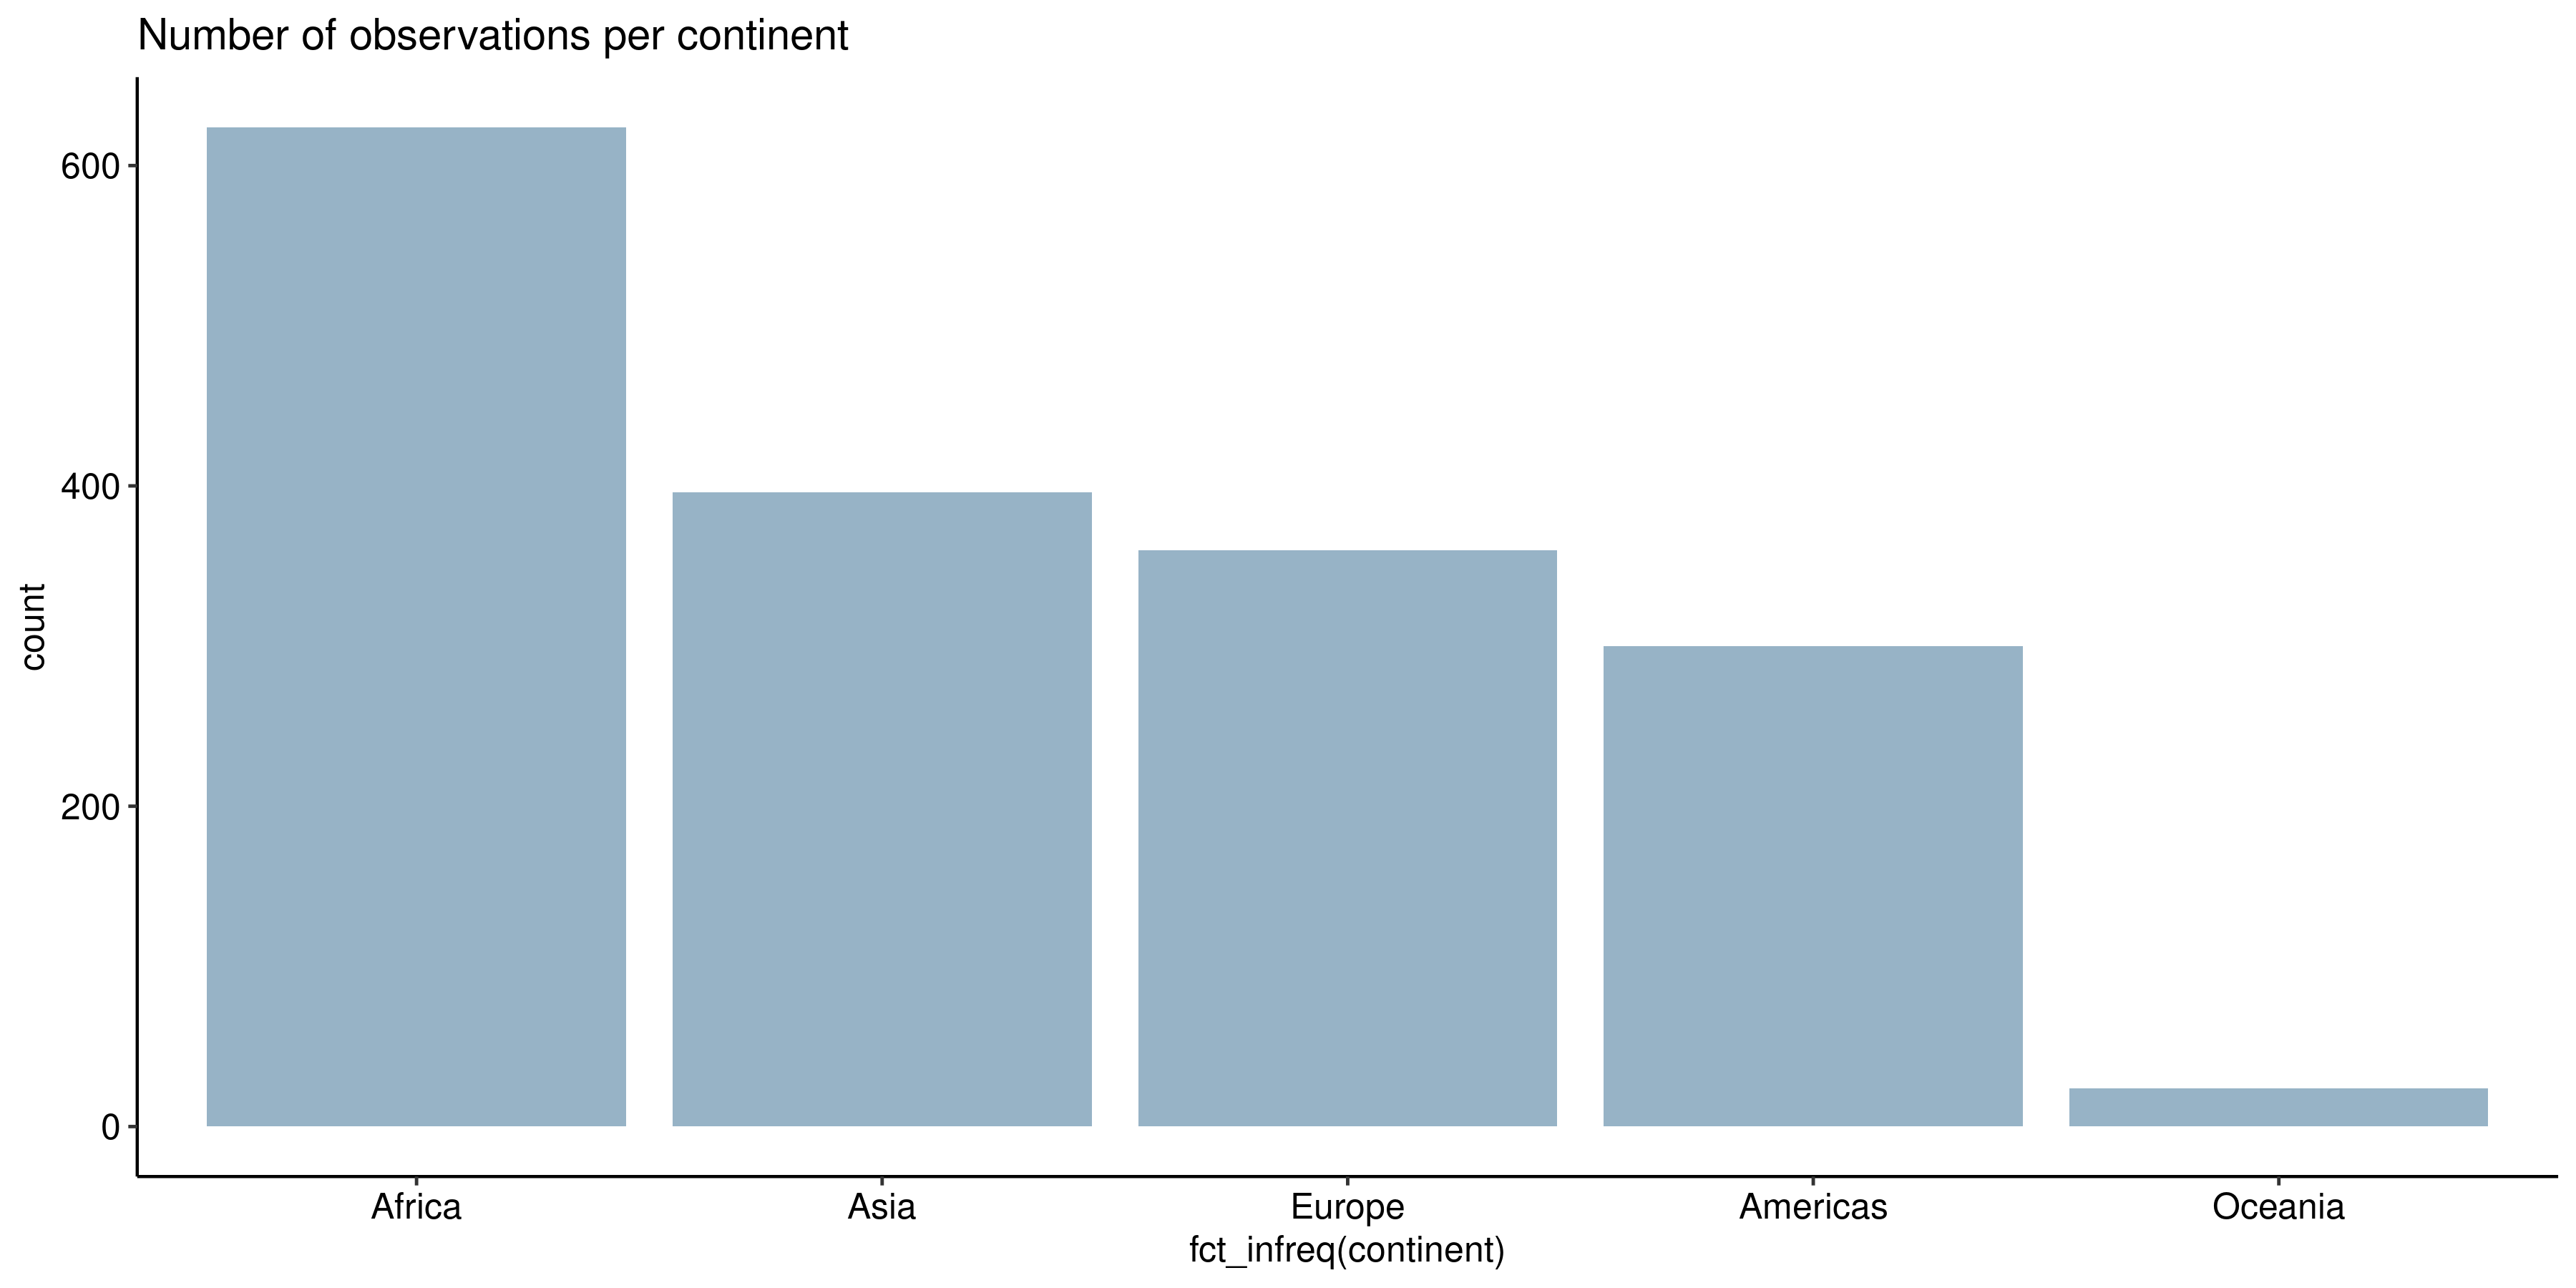 Number of observations per continent
600
400
200
0
count
Africa Asia Europe Americas Oceania
fct_infreq(continent)